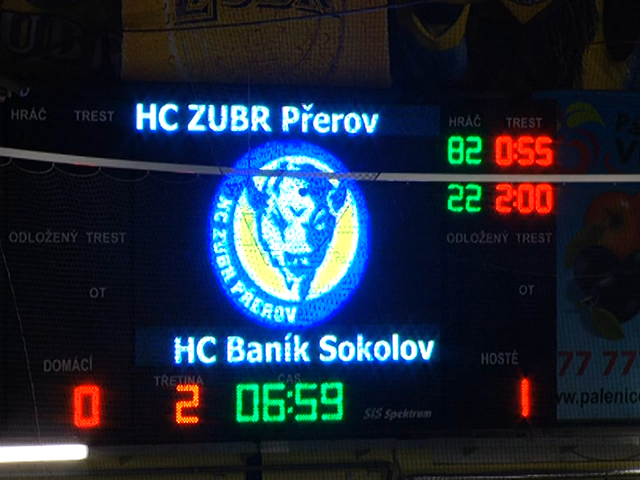 HC ZUBR Přerov
HRÁČ TREST
HRÁČ TREST
82 0:55
22 2:00
HC ZUBR PŘEROV
ODLOŽENÝ TREST
ODLOŽENÝ TREST
OT
OT
HC Baník Sokolov
DOMÁCÍ
HOSTÉ
TŘETINA ČAS
0 2 06:59 1
SiS Spektrum
77 77